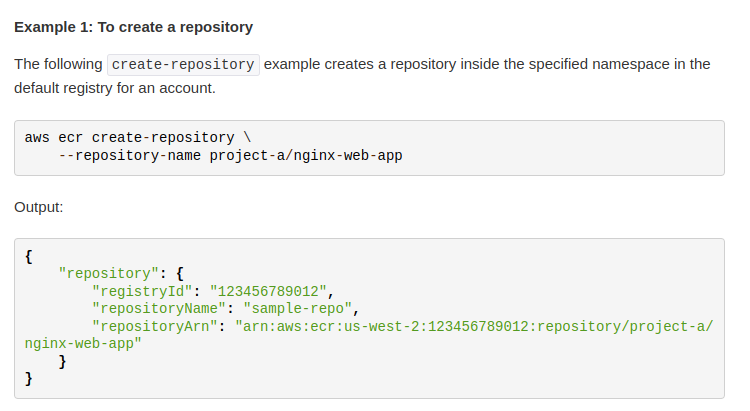 Example 1: To create a repository
The following create-repository example creates a repository inside the specified namespace in the
default registry for an account.
aws ecr create-repository \
    --repository-name project-a/nginx-web-app
Output:
{
    "repository": {
        "registryId": "123456789012",
        "repositoryName": "sample-repo",
        "repositoryArn": "arn:aws:ecr:us-west-2:123456789012:repository/project-a/
nginx-web-app"
    }
}